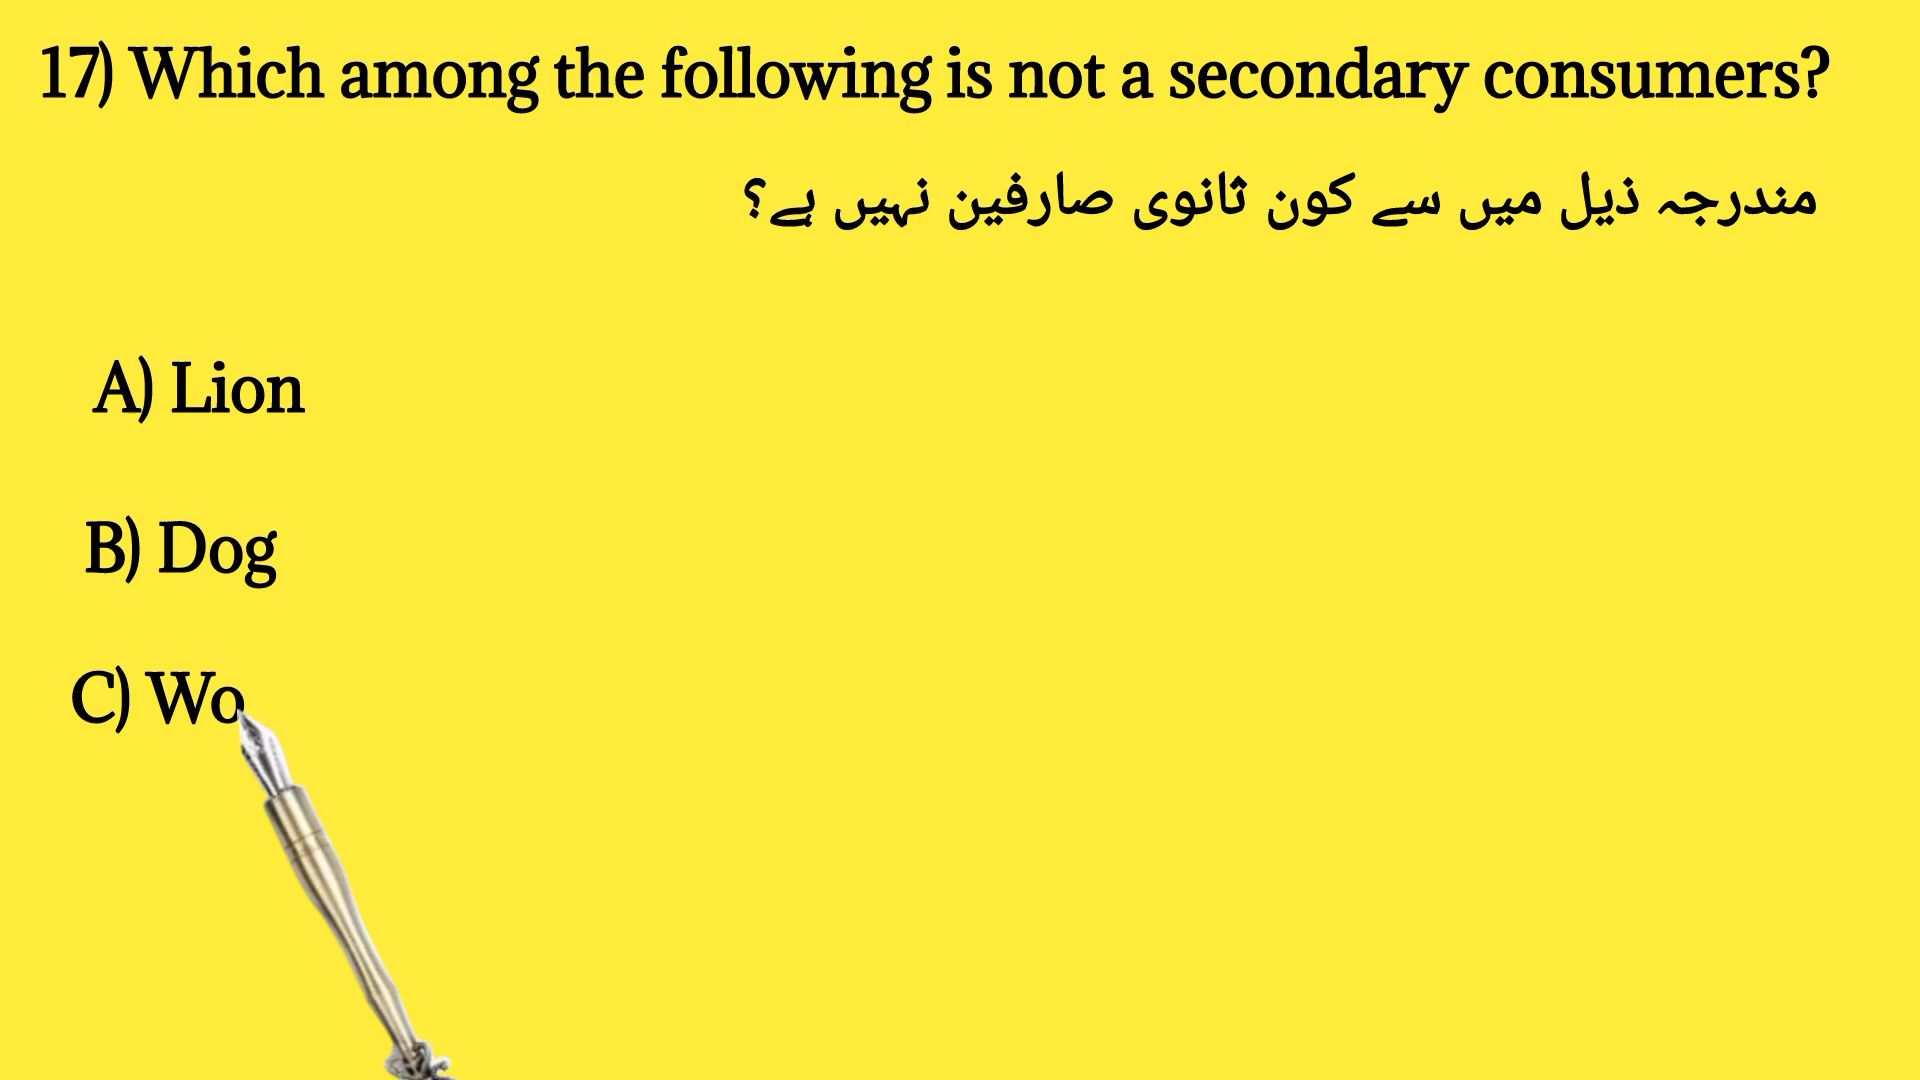 17) Which among the following is not a secondary consumers?
مندرجہ ذیل میں سے کون ثانوی صارفین نہیں ہے؟
A) Lion
B) Dog
C) Wo